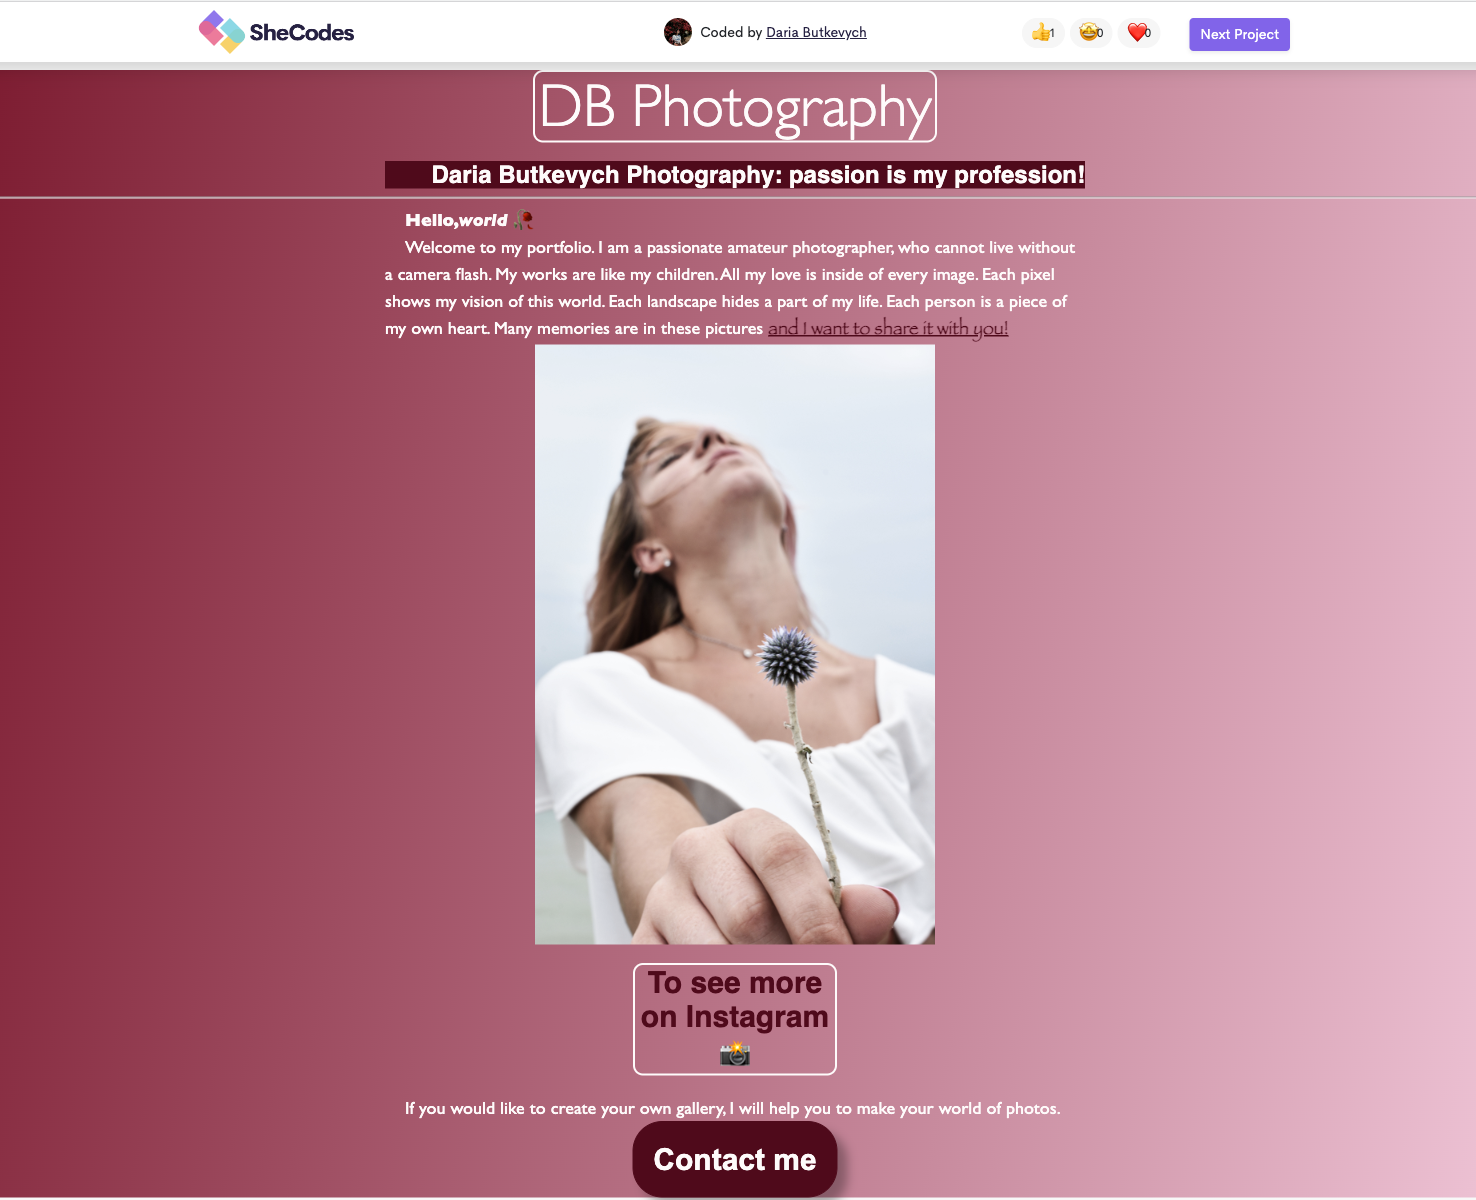 SheCodes
Coded by Daria Butkevych
👍1 🤩0 ❤️0
Next Project
DB Photography
Daria Butkevych Photography: passion is my profession!
Hello,world 🥀
Welcome to my portfolio. I am a passionate amateur photographer, who cannot live without
a camera flash. My works are like my children. All my love is inside of every image. Each pixel
shows my vision of this world. Each landscape hides a part of my life. Each person is a piece of
my own heart. Many memories are in these pictures and I want to share it with you!
To see more
on Instagram
📸
If you would like to create your own gallery, I will help you to make your world of photos.
Contact me